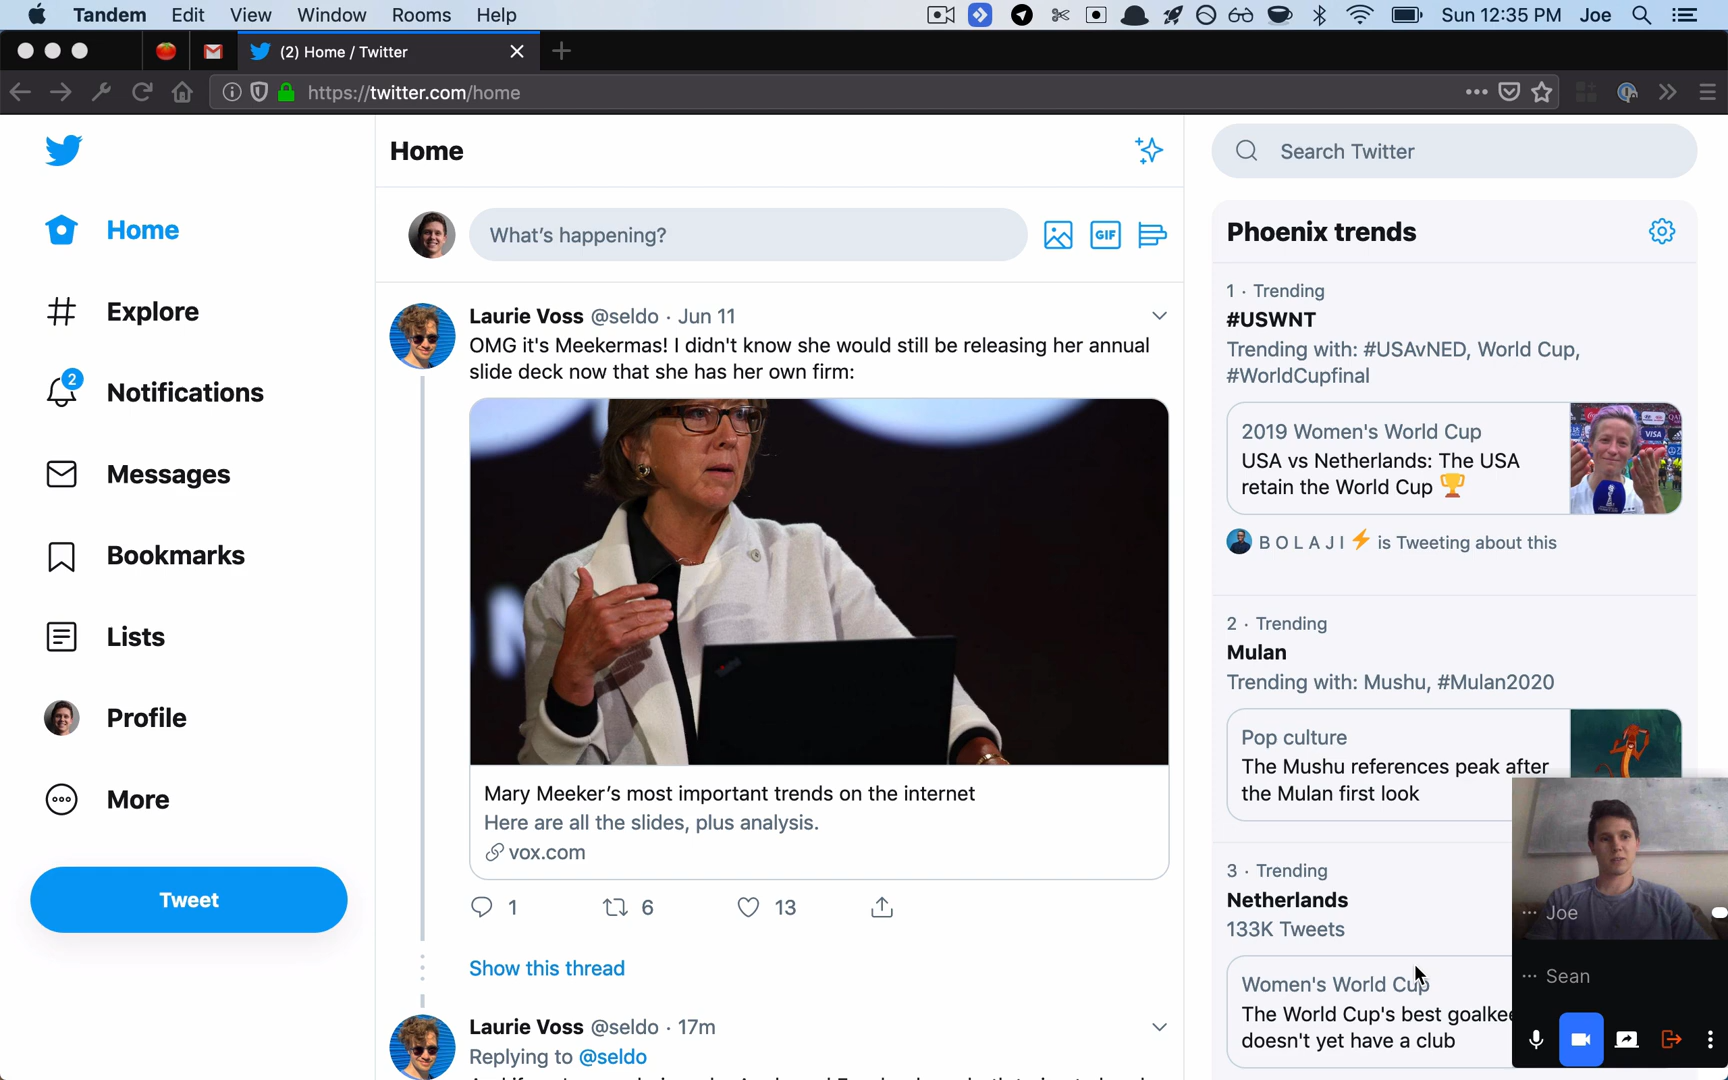 Tandem Edit View Window Rooms Help
Sun 12:35 PM Joe
(2) Home / Twitter
https://twitter.com/home
Home
Explore
2
Notifications
Messages
Bookmarks
Lists
Profile
More
Tweet
Home
What's happening?
GIF
Laurie Voss @seldo · Jun 11
OMG it's Meekermas! I didn't know she would still be releasing her annual
slide deck now that she has her own firm:
Mary Meeker's most important trends on the internet
Here are all the slides, plus analysis.
vox.com
1 6 13
Show this thread
Laurie Voss @seldo · 17m
Replying to @seldo
Search Twitter
Phoenix trends
1 · Trending
#USWNT
Trending with: #USAvNED, World Cup,
#WorldCupfinal
2019 Women's World Cup
USA vs Netherlands: The USA
retain the World Cup 🏆
VISA
B O L A J I ⚡ is Tweeting about this
2 · Trending
Mulan
Trending with: Mushu, #Mulan2020
Pop culture
The Mushu references peak after
the Mulan first look
3 · Trending
Netherlands
133K Tweets
Women's World Cup
The World Cup's best goalkee
doesn't yet have a club
Joe
Sean